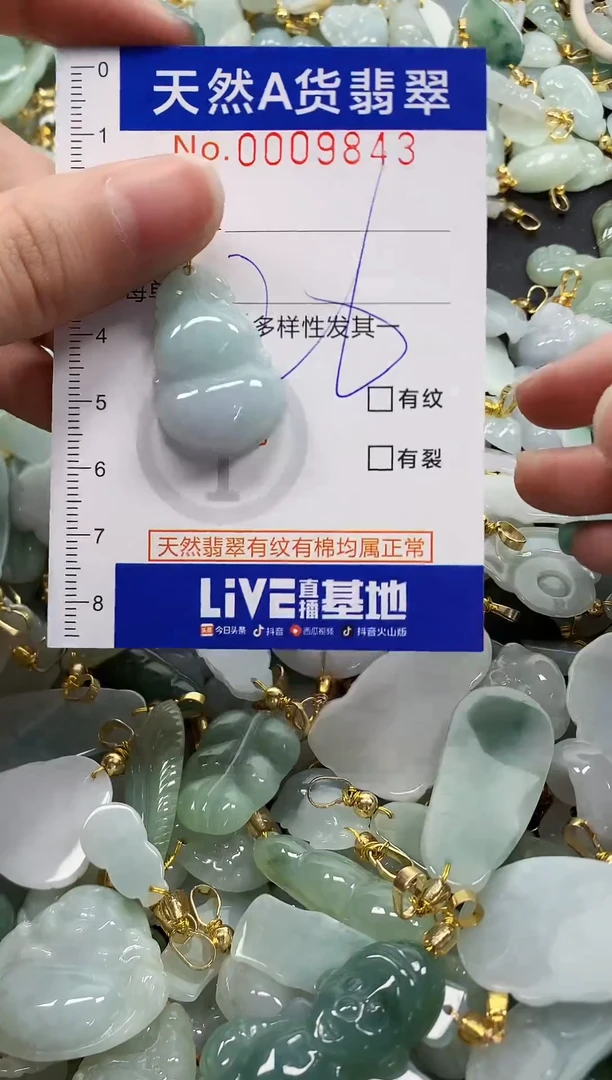 天然A货翡翠
No.0009843
0
1
4
5
6
7
8
多样性发其一
有纹
有裂
天然翡翠有纹有棉均属正常
LiVE直播基地
头条 今日头条 抖音 西瓜视频 抖音火山版